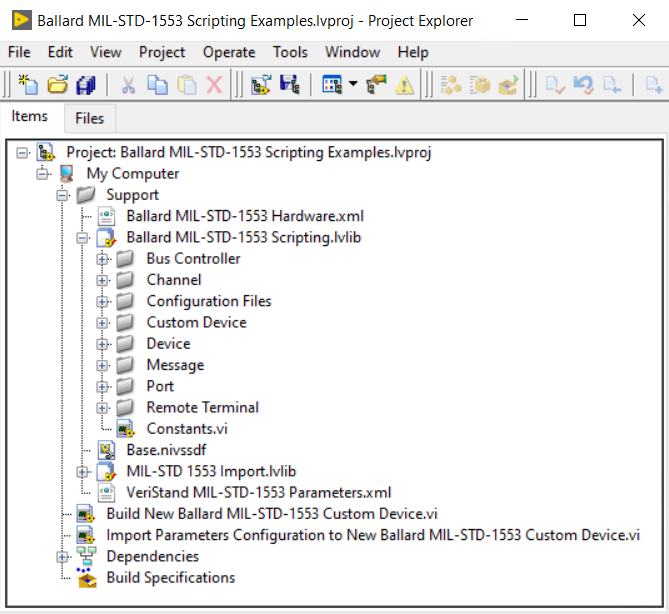 Ballard MIL-STD-1553 Scripting Examples.lvproj - Project Explorer
File Edit View Project Operate Tools Window Help
Items Files
Project: Ballard MIL-STD-1553 Scripting Examples.lvproj
My Computer
Support
Ballard MIL-STD-1553 Hardware.xml
Ballard MIL-STD-1553 Scripting.lvlib
Bus Controller
Channel
Configuration Files
Custom Device
Device
Message
Port
Remote Terminal
Constants.vi
Base.nivssdf
MIL-STD 1553 Import.lvlib
VeriStand MIL-STD-1553 Parameters.xml
Build New Ballard MIL-STD-1553 Custom Device.vi
Import Parameters Configuration to New Ballard MIL-STD-1553 Custom Device.vi
Dependencies
Build Specifications